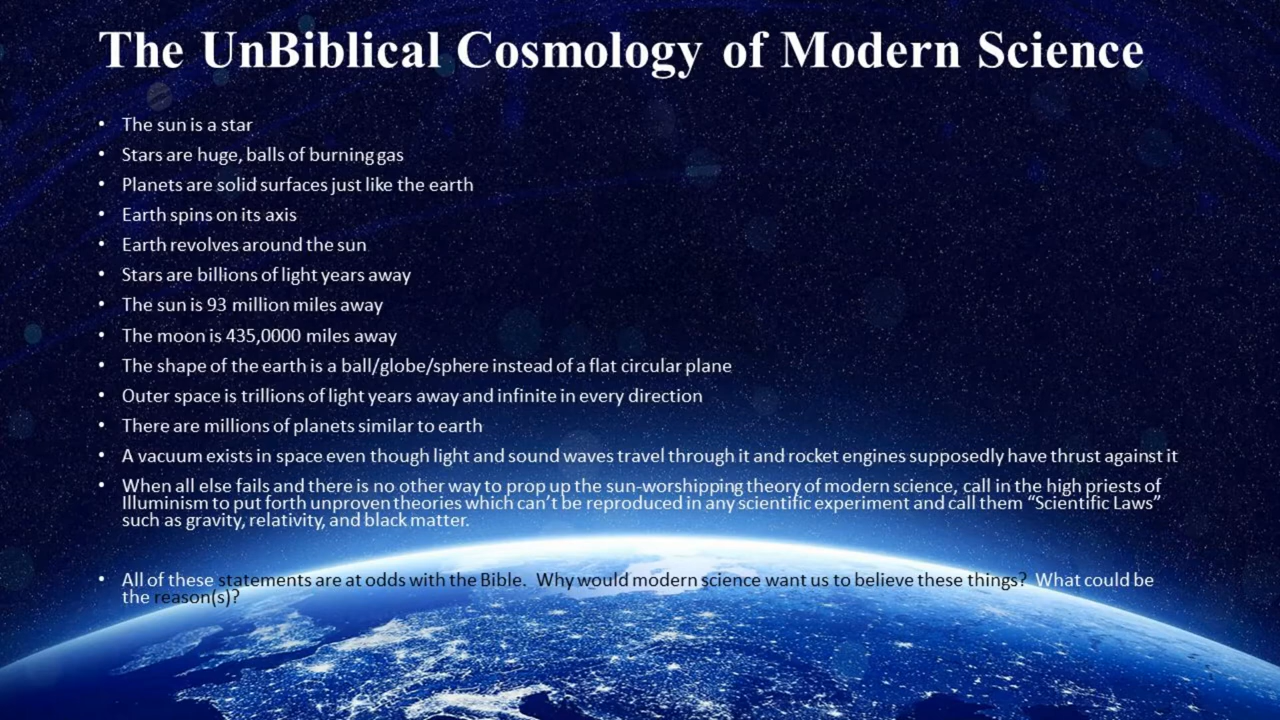 The UnBiblical Cosmology of Modern Science
• The sun is a star
• Stars are huge, balls of burning gas
• Planets are solid surfaces just like the earth
• Earth spins on its axis
• Earth revolves around the sun
• Stars are billions of light years away
• The sun is 93 million miles away
• The moon is 435,0000 miles away
• The shape of the earth is a ball/globe/sphere instead of a flat circular plane
• Outer space is trillions of light years away and infinite in every direction
• There are millions of planets similar to earth
• A vacuum exists in space even though light and sound waves travel through it and rocket engines supposedly have thrust against it
• When all else fails and there is no other way to prop up the sun-worshipping theory of modern science, call in the high priests of
Illuminism to put forth unproven theories which can't be reproduced in any scientific experiment and call them “Scientific Laws”
such as gravity, relativity, and black matter.
• All of these statements are at odds with the Bible. Why would modern science want us to believe these things? What could be
the reason(s)?